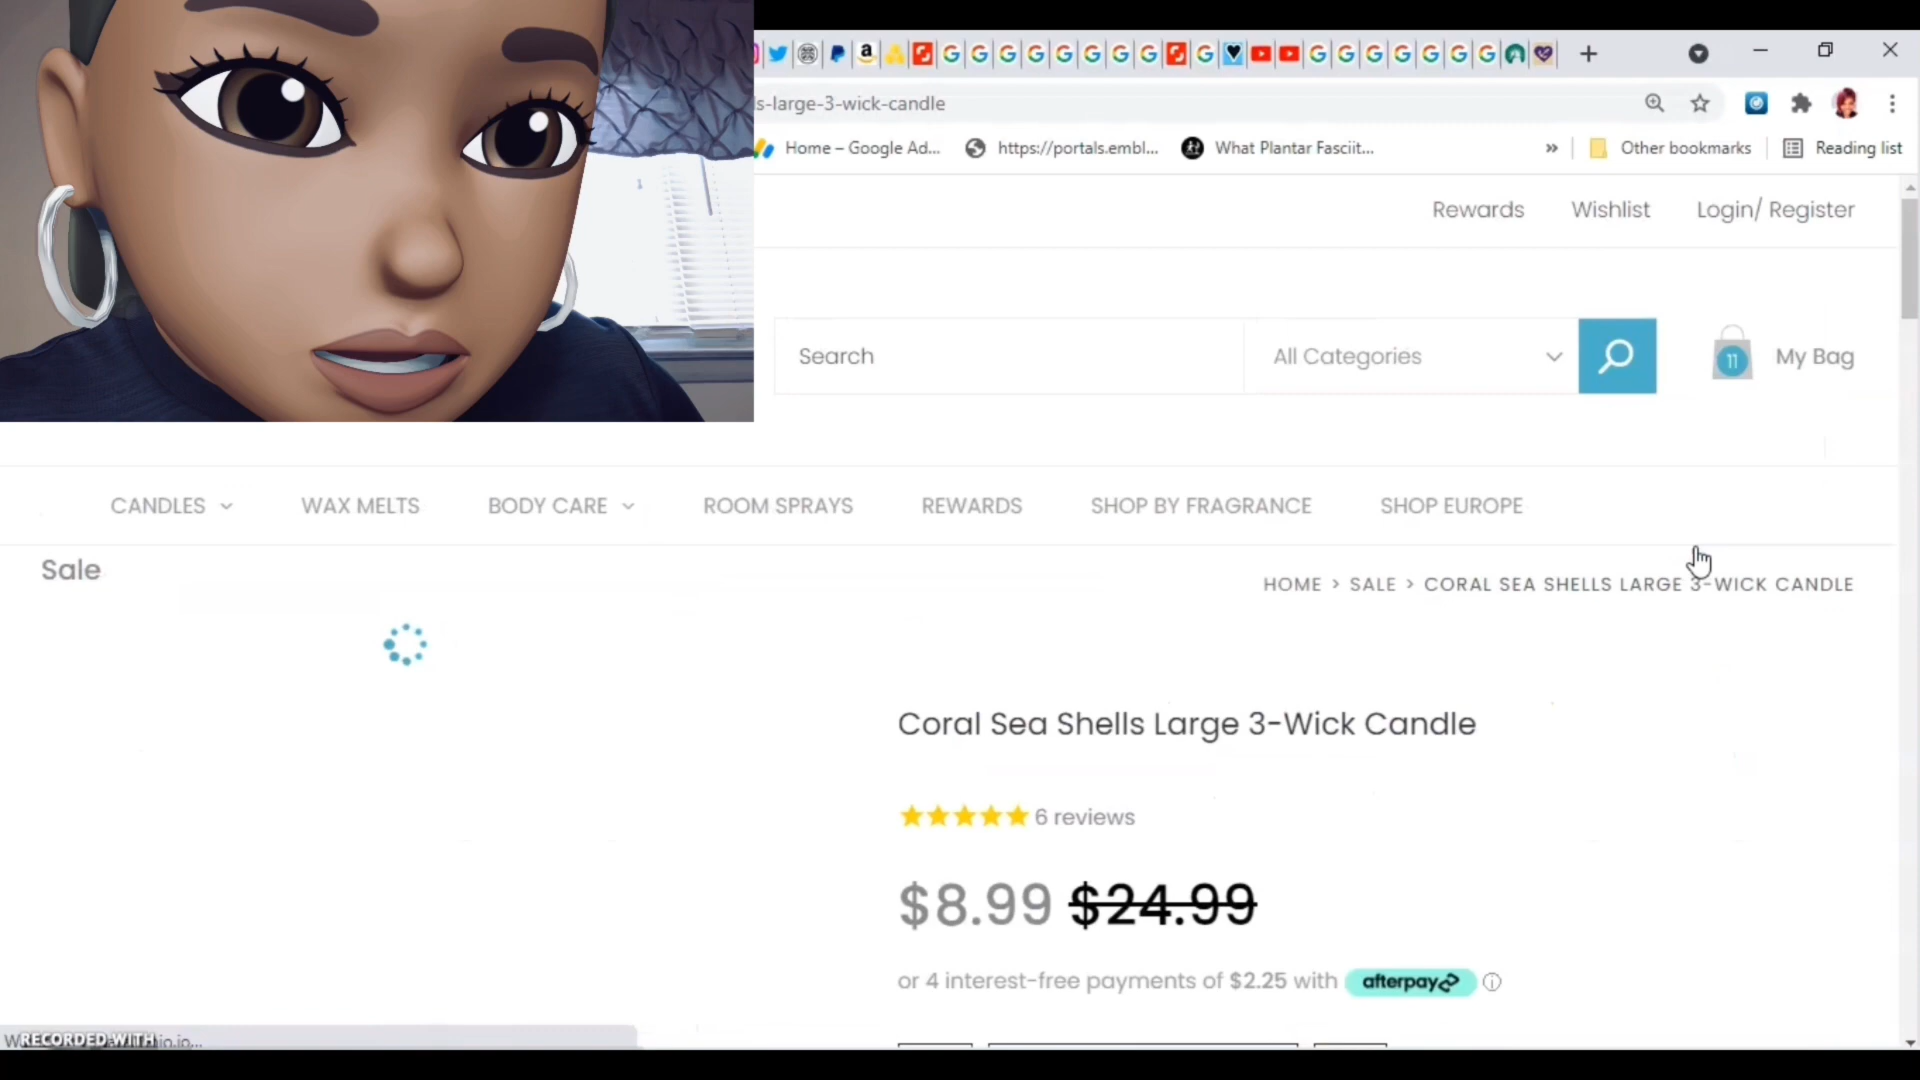 s-large-3-wick-candle
Home – Google Ad...
https://portals.embl...
What Plantar Fasciit...
»
Other bookmarks
Reading list
Rewards
Wishlist
Login/ Register
Search
All Categories
11
My Bag
CANDLES
WAX MELTS
BODY CARE
ROOM SPRAYS
REWARDS
SHOP BY FRAGRANCE
SHOP EUROPE
Sale
HOME > SALE > CORAL SEA SHELLS LARGE 3-WICK CANDLE
Coral Sea Shells Large 3-Wick Candle
6 reviews
$8.99 $24.99
or 4 interest-free payments of $2.25 with afterpay
RECORDED WITH